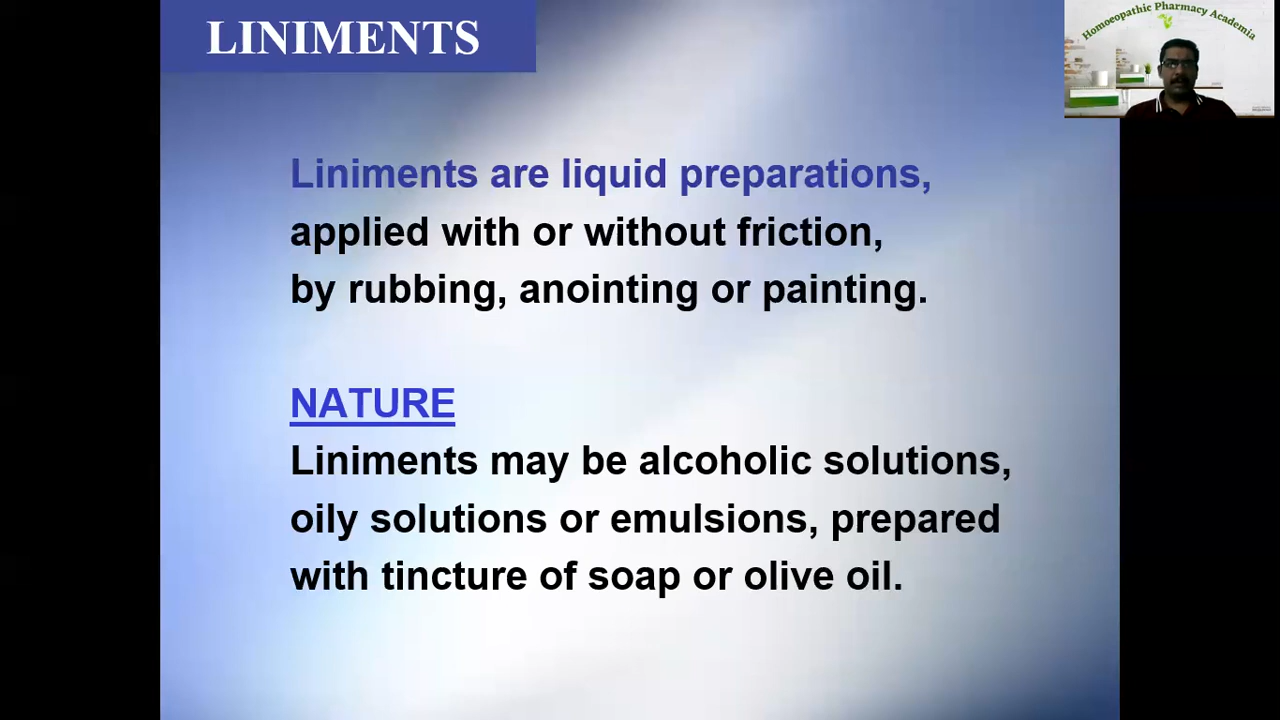 LINIMENTS
Homoeopathic Pharmacy Academia
Liniments are liquid preparations,
applied with or without friction,
by rubbing, anointing or painting.
NATURE
Liniments may be alcoholic solutions,
oily solutions or emulsions, prepared
with tincture of soap or olive oil.